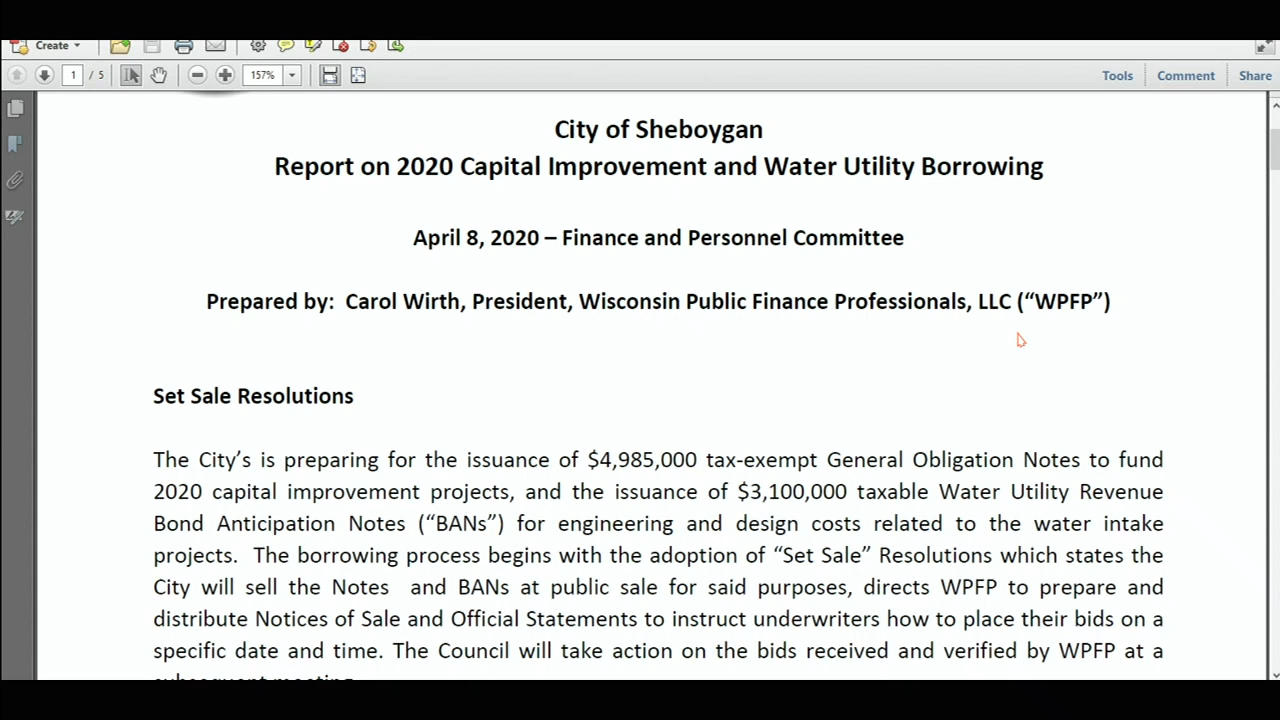 Create
1 / 5
157%
Tools
Comment
Share
City of Sheboygan
Report on 2020 Capital Improvement and Water Utility Borrowing
April 8, 2020 – Finance and Personnel Committee
Prepared by:  Carol Wirth, President, Wisconsin Public Finance Professionals, LLC (“WPFP”)
Set Sale Resolutions
The City’s is preparing for the issuance of $4,985,000 tax-exempt General Obligation Notes to fund
2020 capital improvement projects, and the issuance of $3,100,000 taxable Water Utility Revenue
Bond Anticipation Notes (“BANs”) for engineering and design costs related to the water intake
projects.  The borrowing process begins with the adoption of “Set Sale” Resolutions which states the
City will sell the Notes  and BANs at public sale for said purposes, directs WPFP to prepare and
distribute Notices of Sale and Official Statements to instruct underwriters how to place their bids on a
specific date and time. The Council will take action on the bids received and verified by WPFP at a
subsequent meeting.